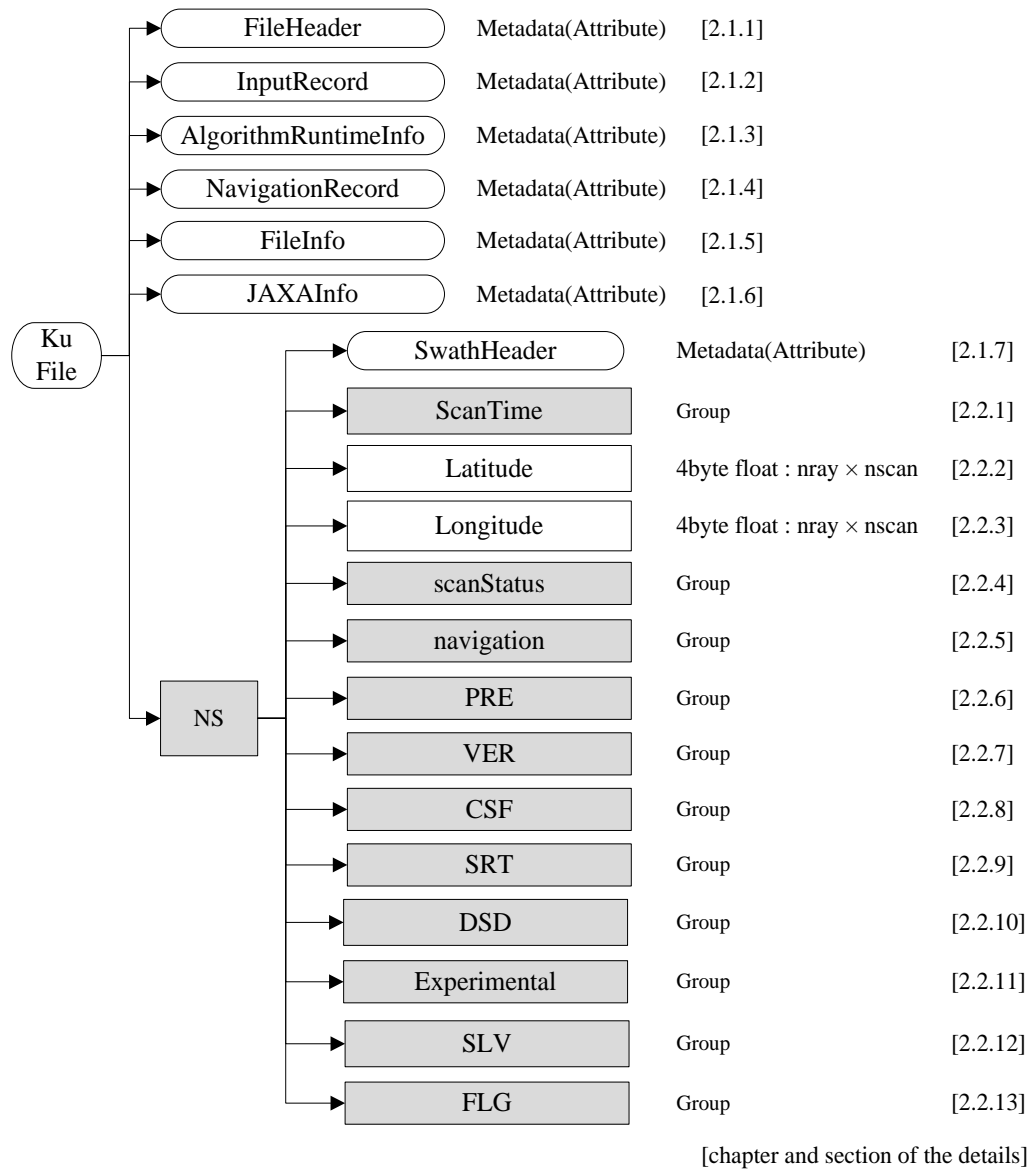 FileHeader Metadata(Attribute) [2.1.1]
InputRecord Metadata(Attribute) [2.1.2]
AlgorithmRuntimeInfo Metadata(Attribute) [2.1.3]
NavigationRecord Metadata(Attribute) [2.1.4]
FileInfo Metadata(Attribute) [2.1.5]
JAXAInfo Metadata(Attribute) [2.1.6]
Ku
File
SwathHeader Metadata(Attribute) [2.1.7]
ScanTime Group [2.2.1]
Latitude 4byte float : nray × nscan [2.2.2]
Longitude 4byte float : nray × nscan [2.2.3]
scanStatus Group [2.2.4]
navigation Group [2.2.5]
NS
PRE Group [2.2.6]
VER Group [2.2.7]
CSF Group [2.2.8]
SRT Group [2.2.9]
DSD Group [2.2.10]
Experimental Group [2.2.11]
SLV Group [2.2.12]
FLG Group [2.2.13]
[chapter and section of the details]